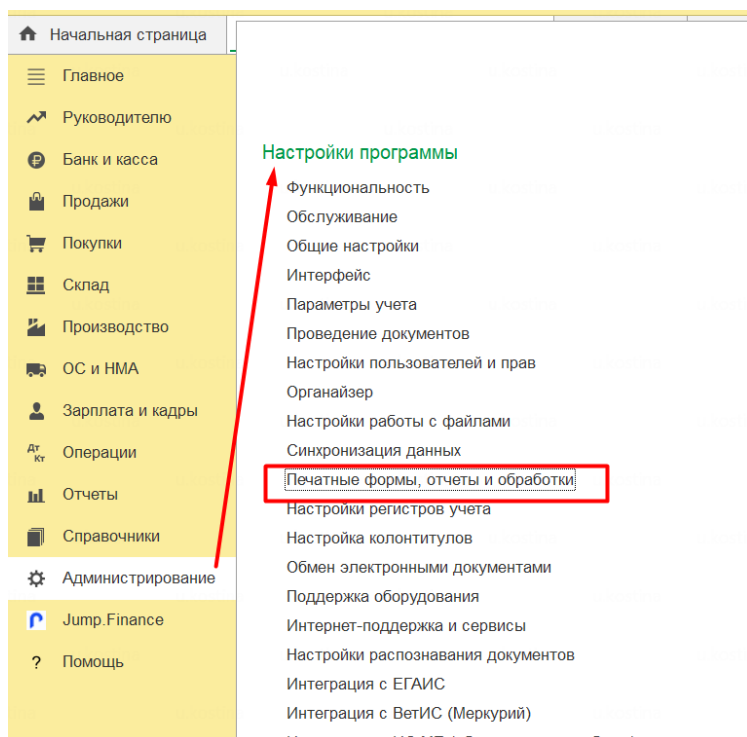 Начальная страница
Главное
Руководителю
Банк и касса
Продажи
Покупки
Склад
Производство
ОС и НМА
Зарплата и кадры
Дт Кт Операции
Отчеты
Справочники
Администрирование
Jump.Finance
? Помощь
Настройки программы
Функциональность
Обслуживание
Общие настройки
Интерфейс
Параметры учета
Проведение документов
Настройки пользователей и прав
Органайзер
Настройки работы с файлами
Синхронизация данных
Печатные формы, отчеты и обработки
Настройки регистров учета
Настройка колонтитулов
Обмен электронными документами
Поддержка оборудования
Интернет-поддержка и сервисы
Настройки распознавания документов
Интеграция с ЕГАИС
Интеграция с ВетИС (Меркурий)